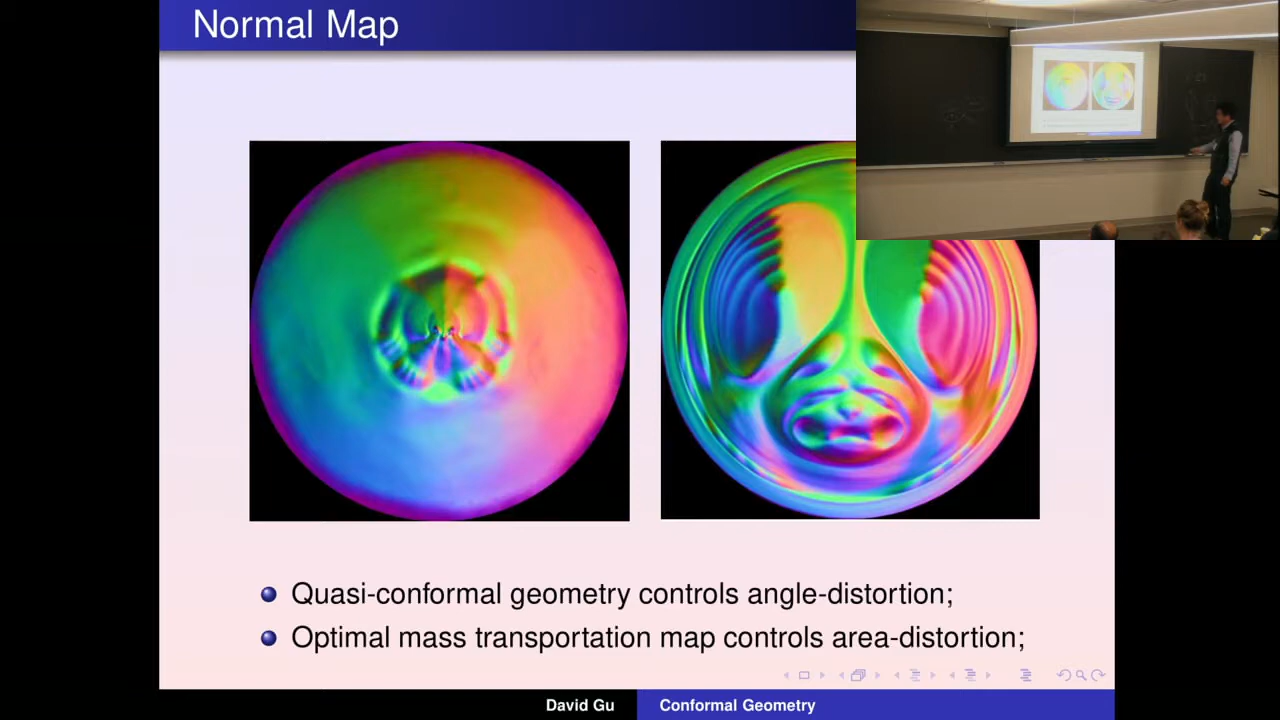 Normal Map
Quasi-conformal geometry controls angle-distortion;
Optimal mass transportation map controls area-distortion;
David Gu
Conformal Geometry